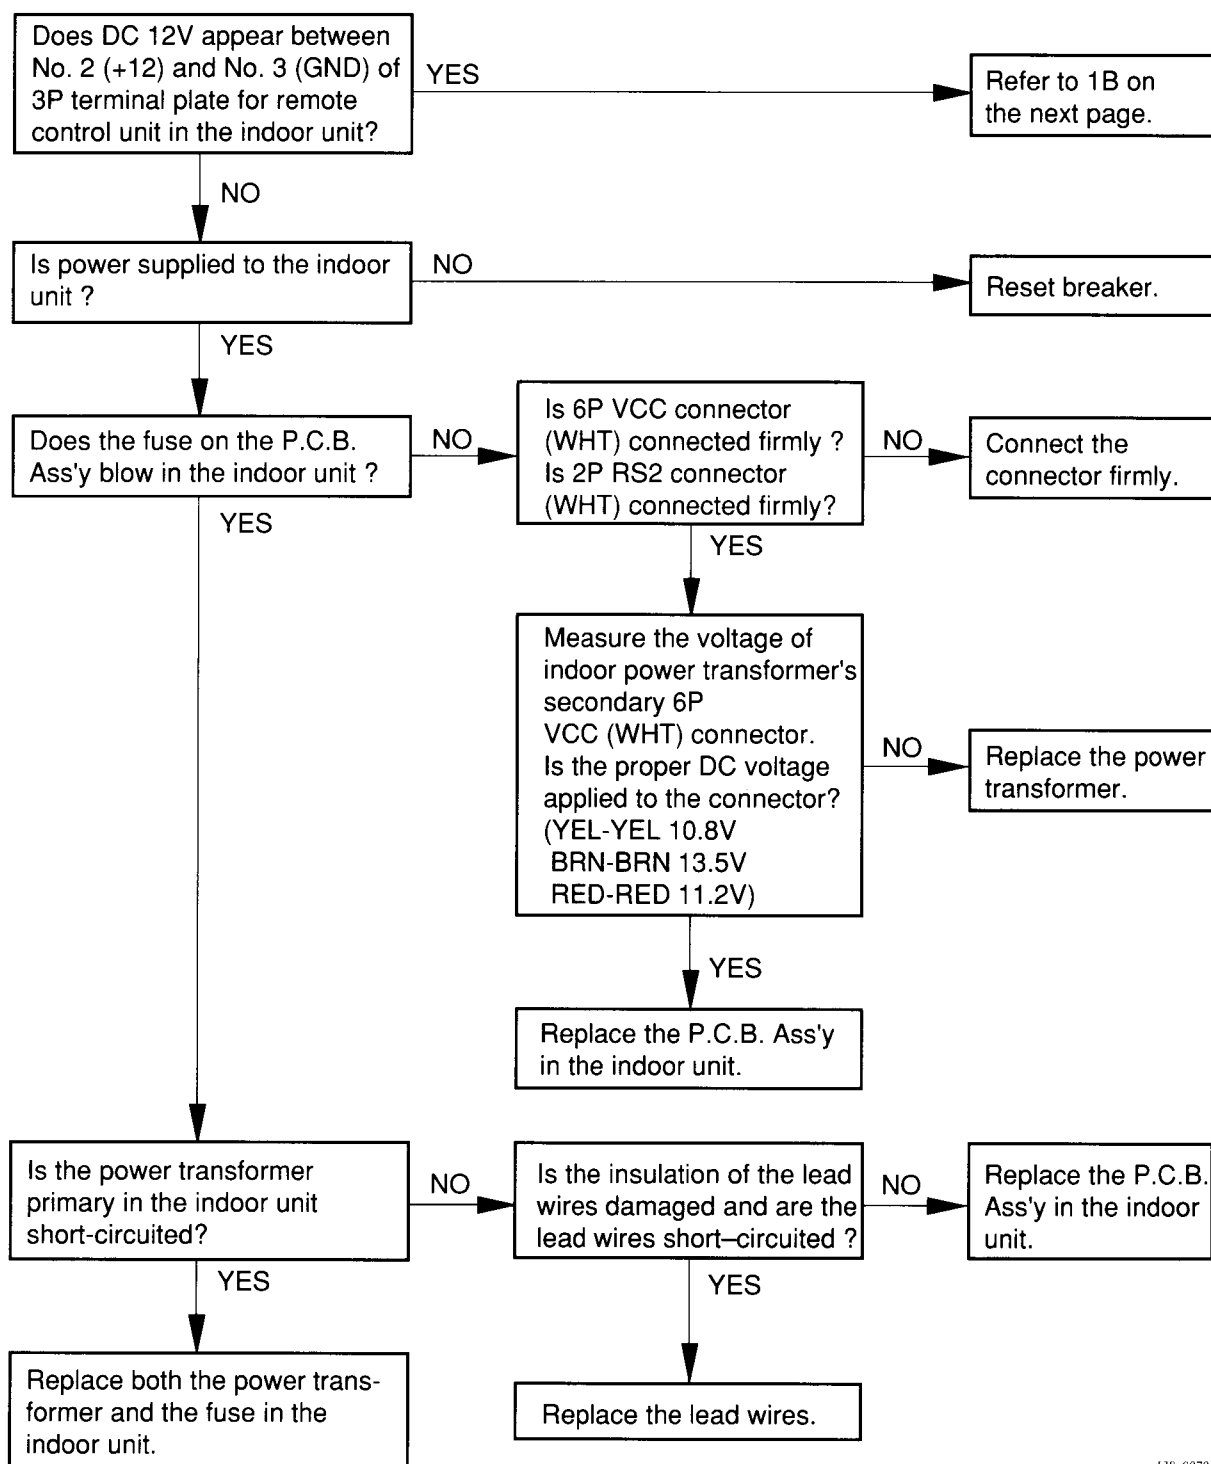 Does DC 12V appear between
No. 2 (+12) and No. 3 (GND) of
3P terminal plate for remote
control unit in the indoor unit?
YES
Refer to 1B on
the next page.
NO
Is power supplied to the indoor
unit ?
NO
Reset breaker.
YES
Does the fuse on the P.C.B.
Ass'y blow in the indoor unit ?
NO
Is 6P VCC connector
(WHT) connected firmly ?
Is 2P RS2 connector
(WHT) connected firmly?
NO
Connect the
connector firmly.
YES
YES
Measure the voltage of
indoor power transformer's
secondary 6P
VCC (WHT) connector.
Is the proper DC voltage
applied to the connector?
(YEL-YEL 10.8V
BRN-BRN 13.5V
RED-RED 11.2V)
NO
Replace the power
transformer.
YES
Replace the P.C.B. Ass'y
in the indoor unit.
Is the power transformer
primary in the indoor unit
short-circuited?
NO
Is the insulation of the lead
wires damaged and are the
lead wires short–circuited ?
NO
Replace the P.C.B.
Ass'y in the indoor
unit.
YES
YES
Replace both the power trans-
former and the fuse in the
indoor unit.
Replace the lead wires.